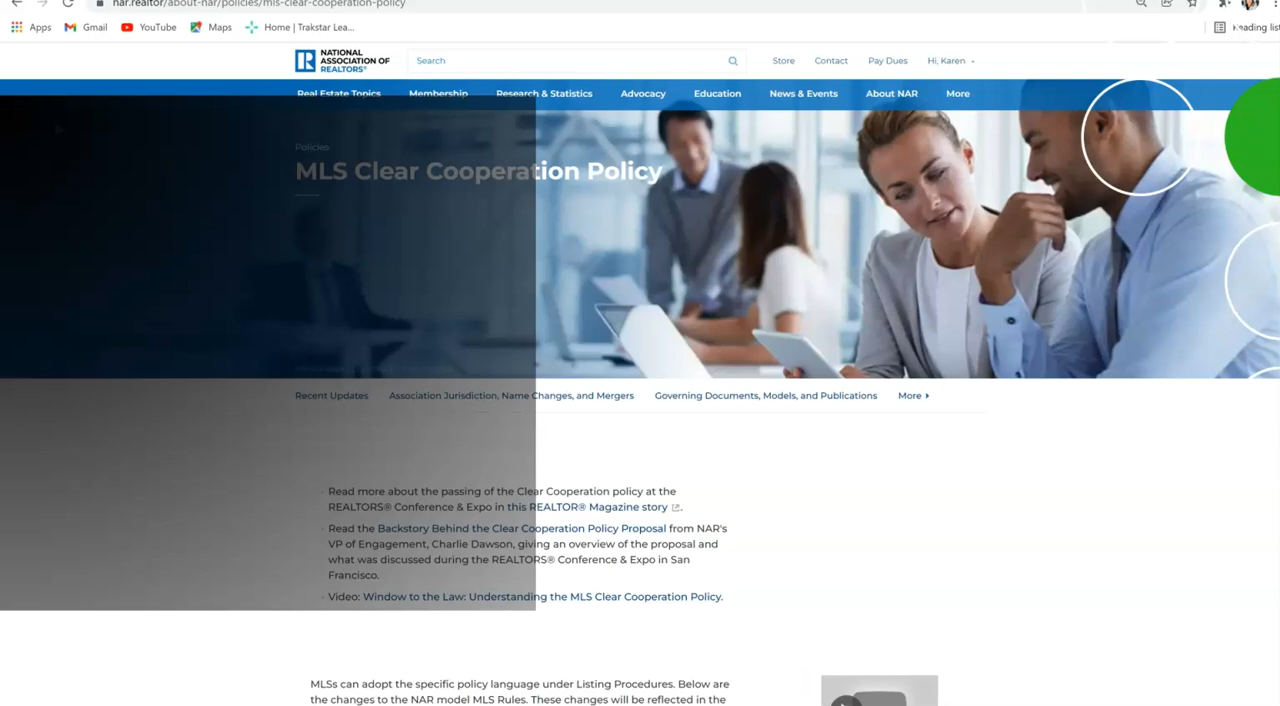 nar.realtor/about-nar/policies/mls-clear-cooperation-policy
Apps Gmail YouTube Maps Home | Trakstar Lea...
NATIONAL
ASSOCIATION OF
REALTORS®
Search
Store Contact Pay Dues Hi, Karen
Real Estate Topics Membership Research & Statistics Advocacy Education News & Events About NAR More
Policies
MLS Clear Cooperation Policy
Recent Updates Association Jurisdiction, Name Changes, and Mergers Governing Documents, Models, and Publications More
Read more about the passing of the Clear Cooperation policy at the
REALTORS® Conference & Expo in this REALTOR® Magazine story .
Read the Backstory Behind the Clear Cooperation Policy Proposal from NAR's
VP of Engagement, Charlie Dawson, giving an overview of the proposal and
what was discussed during the REALTORS® Conference & Expo in San
Francisco.
Video: Window to the Law: Understanding the MLS Clear Cooperation Policy.
MLSs can adopt the specific policy language under Listing Procedures. Below are
the changes to the NAR model MLS Rules. These changes will be reflected in the